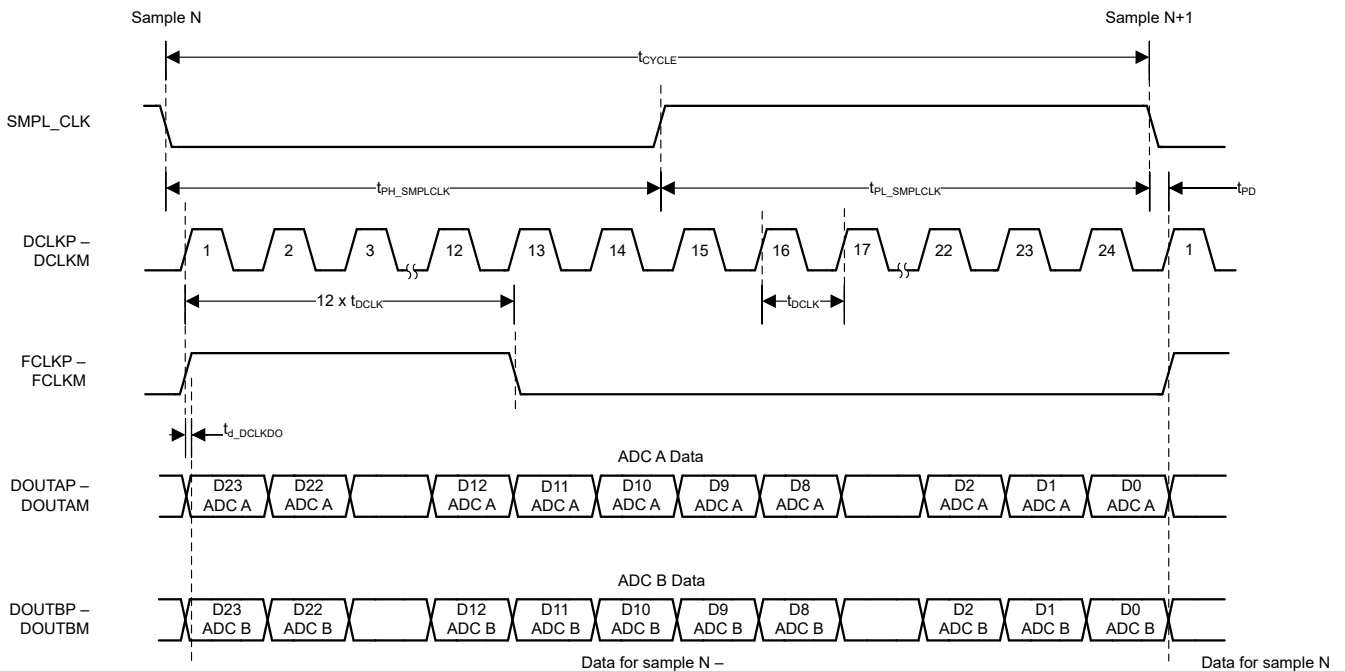 Sample N
Sample N+1
tCYCLE
SMPL_CLK
tPH_SMPLCLK
tPL_SMPLCLK
tPD
DCLKP –
DCLKM
1 2 3 12 13 14 15 16 17 22 23 24 1
12 x tDCLK
tDCLK
FCLKP –
FCLKM
td_DCLKDO
ADC A Data
DOUTAP –
DOUTAM
D23 D22 D12 D11 D10 D9 D8 D2 D1 D0
ADC A ADC A ADC A ADC A ADC A ADC A ADC A ADC A ADC A ADC A
ADC B Data
DOUTBP –
DOUTBM
D23 D22 D12 D11 D10 D9 D8 D2 D1 D0
ADC B ADC B ADC B ADC B ADC B ADC B ADC B ADC B ADC B ADC B
Data for sample N –
Data for sample N